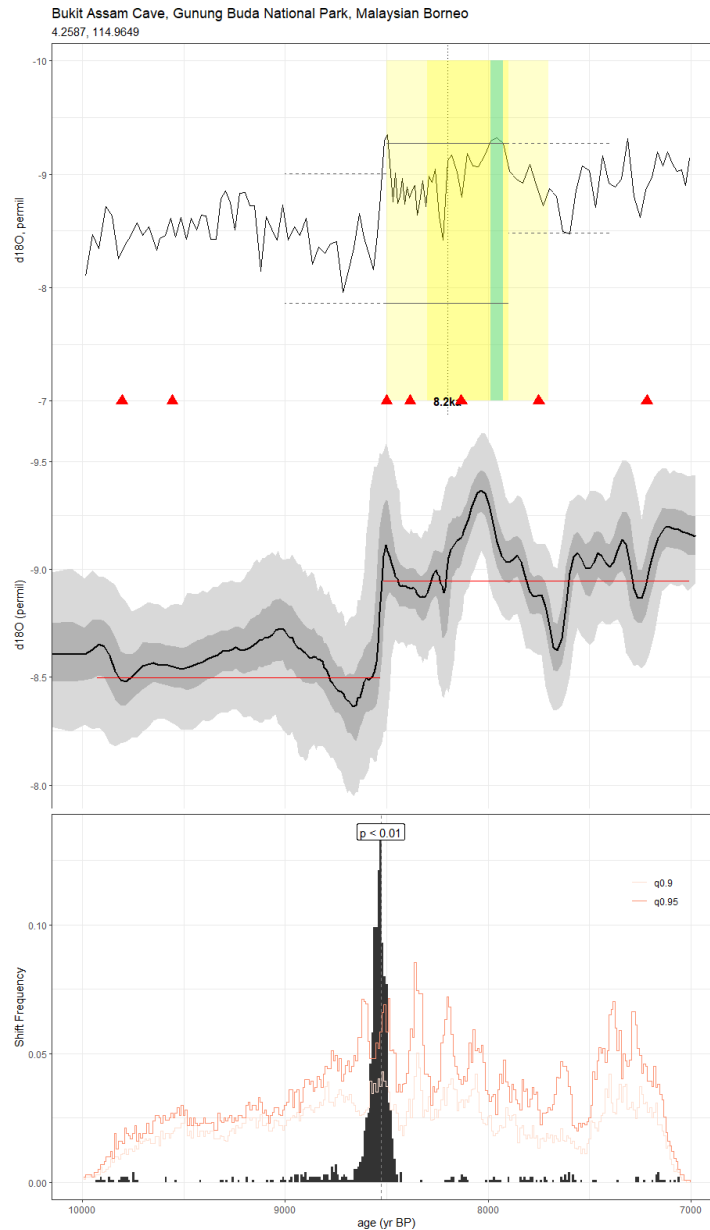 Bukit Assam Cave, Gunung Buda National Park, Malaysian Borneo
4.2587, 114.9649
-10
-9
-8
-7
d18O, permil
8.2ka
-9.5
-9.0
-8.5
-8.0
d18O (permil)
p < 0.01
q0.9
q0.95
0.10
0.05
0.00
Shift Frequency
10000
9000
8000
7000
age (yr BP)